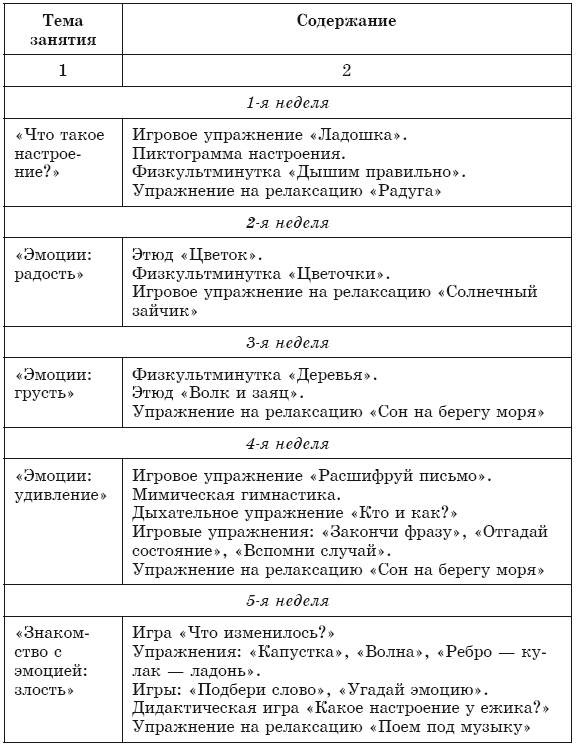 Тема
занятия
Содержание
1
2
1-я неделя
«Что такое
настрое-
ние?»
Игровое упражнение «Ладошка».
Пиктограмма настроения.
Физкультминутка «Дышим правильно».
Упражнение на релаксацию «Радуга»
2-я неделя
«Эмоции:
радость»
Этюд «Цветок».
Физкультминутка «Цветочки».
Игровое упражнение на релаксацию «Солнечный
зайчик»
3-я неделя
«Эмоции:
грусть»
Физкультминутка «Деревья».
Этюд «Волк и заяц».
Упражнение на релаксацию «Сон на берегу моря»
4-я неделя
«Эмоции:
удивление»
Игровое упражнение «Расшифруй письмо».
Мимическая гимнастика.
Дыхательное упражнение «Кто и как?»
Игровые упражнения: «Закончи фразу», «Отгадай
состояние», «Вспомни случай».
Упражнение на релаксацию «Сон на берегу моря»
5-я неделя
«Знаком-
ство с
эмоцией:
злость»
Игра «Что изменилось?»
Упражнения: «Капустка», «Волна», «Ребро — ку-
лак — ладонь».
Игры: «Подбери слово», «Угадай эмоцию».
Дидактическая игра «Какое настроение у ежика?»
Упражнение на релаксацию «Поем под музыку»